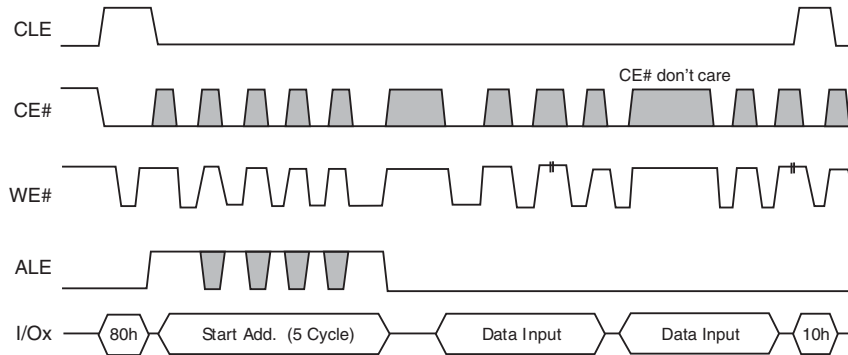 CLE
CE# don't care
CE#
WE#
ALE
I/Ox
80h
Start Add. (5 Cycle)
Data Input
Data Input
10h